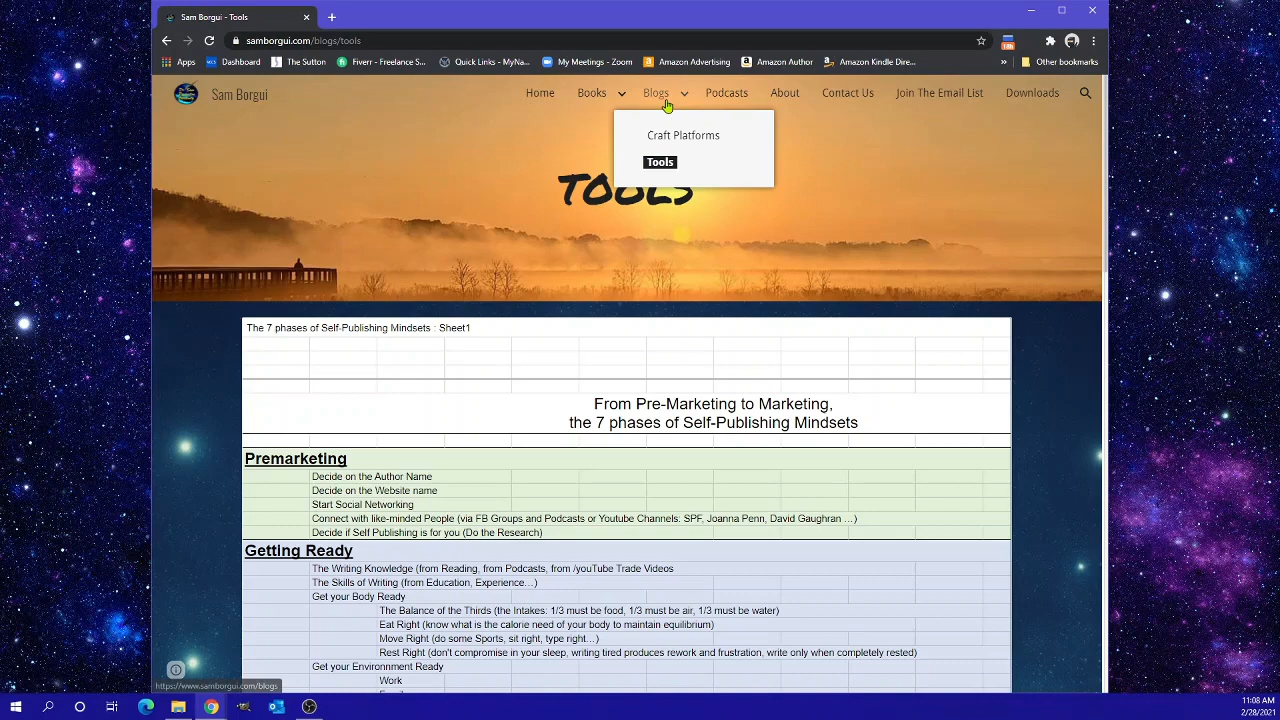 Sam Borgui - Tools
samborgui.com/blogs/tools
Apps
Dashboard
The Sutton
Fiverr - Freelance S...
Quick Links - MyNa...
My Meetings - Zoom
Amazon Advertising
Amazon Author
Amazon Kindle Dire...
Other bookmarks
Sam Borgui
Home
Books
Blogs
Podcasts
About
Contact Us
Join The Email List
Downloads
Craft Platforms
Tools
TOOLS
The 7 phases of Self-Publishing Mindsets : Sheet1
From Pre-Marketing to Marketing,
the 7 phases of Self-Publishing Mindsets
Premarketing
Decide on the Author Name
Decide on the Website name
Start Social Networking
Connect with like-minded People (via FB Groups and Podcasts or Youtube Channels: SPF, Joanna Penn, David Gaughran ...)
Decide if Self Publishing is for you (Do the Research)
Getting Ready
The Writing Knowledge (from Reading, from Podcasts, from /youTube Trade Videos
The Skills of Writing (from Education, Experience...)
Get your Body Ready
The Balance of the Thirds (the Intakes: 1/3 must be food, 1/3 must be air, 1/3 must be water)
Eat Right (know what is the calorie need of your body to maintain equilibrium)
Move Right (do some Sports, sit right, type right...)
Rest Right (don't compromise in your sleep, writing tired produces rework and frustration, write only when completely rested)
Get your Environnment Ready
Work
https://www.samborgui.com/blogs
11:08 AM
2/28/2021